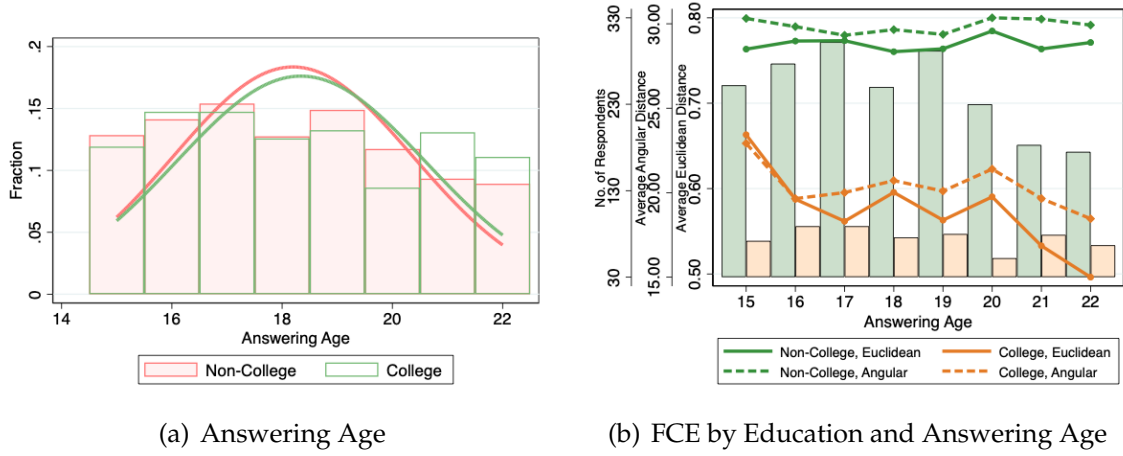 .2
.15
.1
.05
0
Fraction
14 16 18 20 22
Answering Age
Non-College College
(a) Answering Age
330
230
130
30
No. of Respondents
30.00
25.00
20.00
15.00
Average Angular Distance
0.80
0.70
0.60
0.50
Average Euclidean Distance
15 16 17 18 19 20 21 22
Answering Age
Non-College, Euclidean College, Euclidean
Non-College, Angular College, Angular
(b) FCE by Education and Answering Age